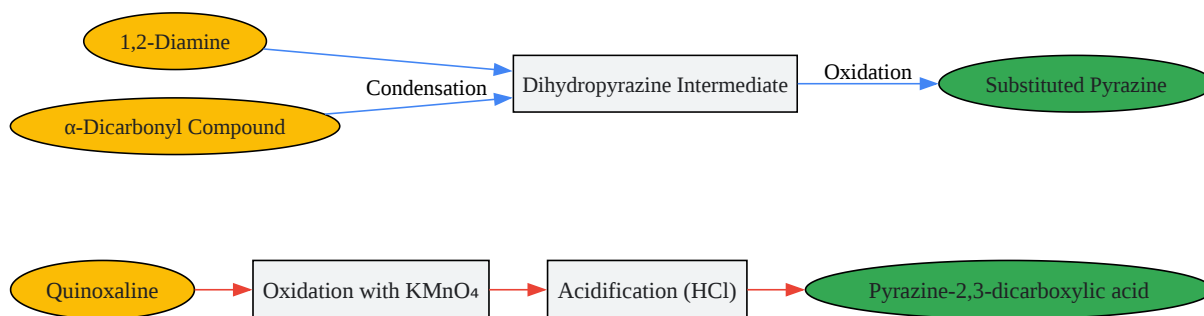 1,2-Diamine
α-Dicarbonyl Compound
Condensation
Dihydropyrazine Intermediate
Oxidation
Substituted Pyrazine
Quinoxaline
Oxidation with KMnO₄
Acidification (HCl)
Pyrazine-2,3-dicarboxylic acid